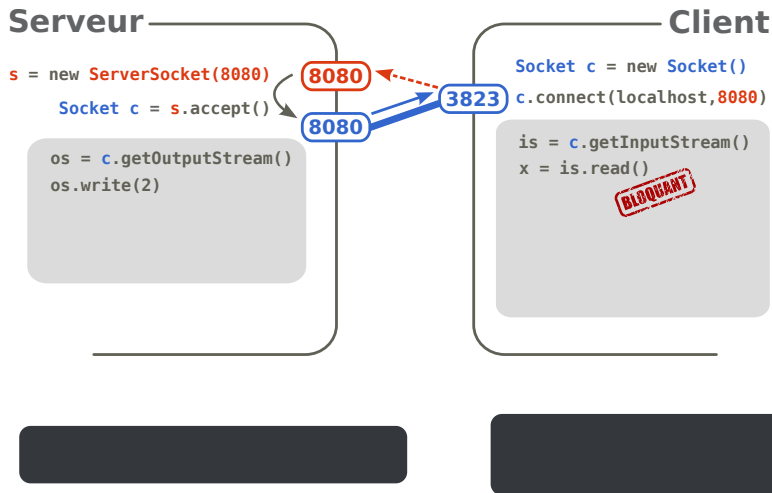 Serveur
s = new ServerSocket(8080)
Socket c = s.accept()
os = c.getOutputStream()
os.write(2)
8080
8080
3823
Client
Socket c = new Socket()
c.connect(localhost,8080)
is = c.getInputStream()
x = is.read()
BLOQUANT